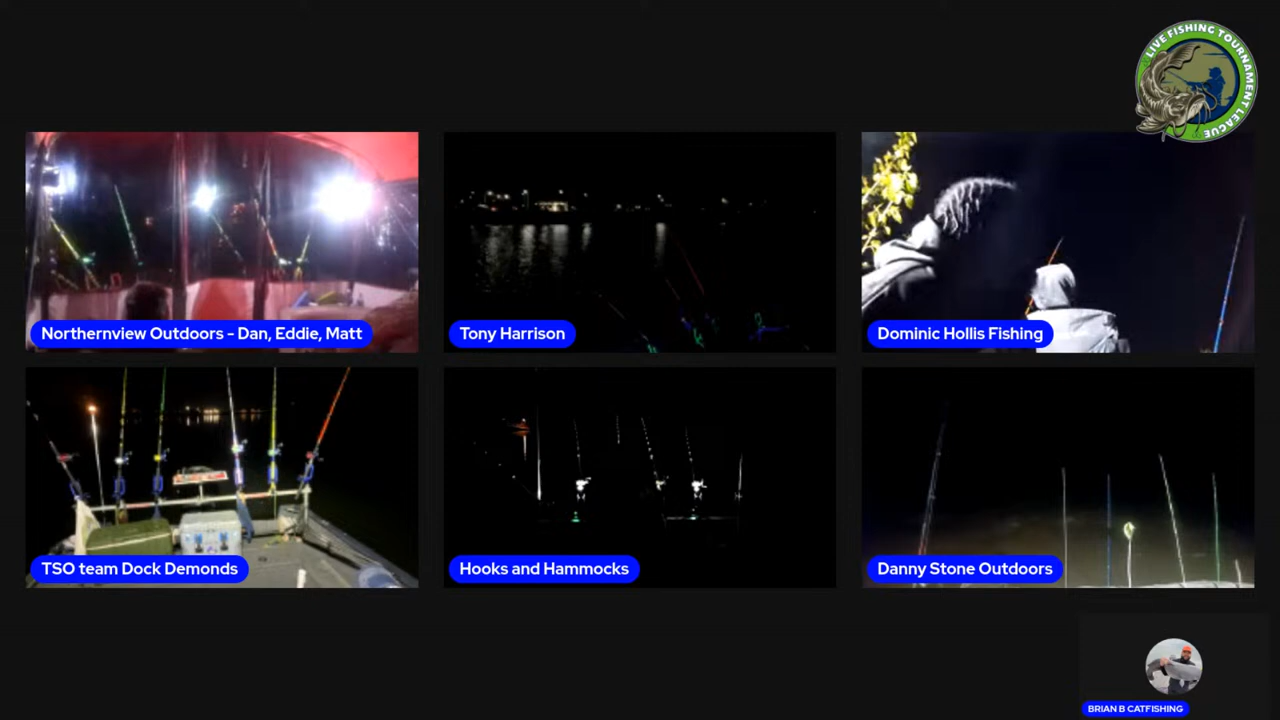 LIVE FISHING TOURNAMENT LEAGUE
Northernview Outdoors - Dan, Eddie, Matt
Tony Harrison
Dominic Hollis Fishing
TSO team Dock Demonds
Hooks and Hammocks
Danny Stone Outdoors
BRIAN B CATFISHING